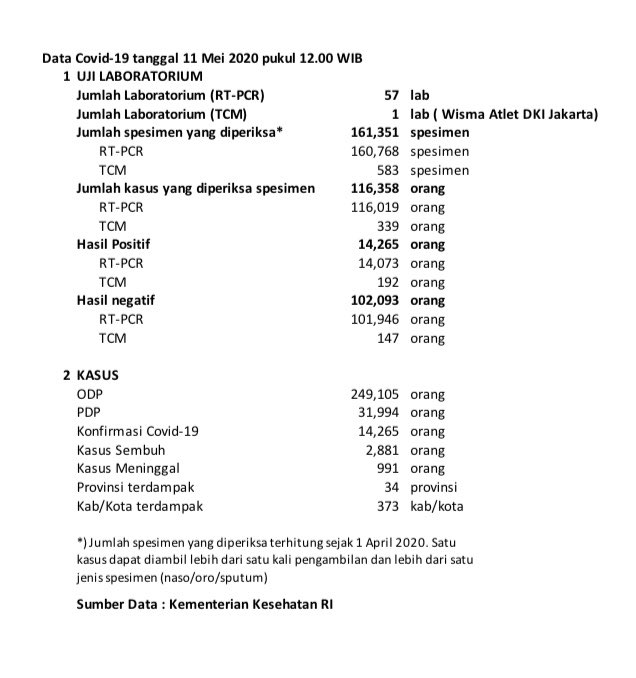 Data Covid-19 tanggal 11 Mei 2020 pukul 12.00 WIB
1 UJI LABORATORIUM
Jumlah Laboratorium (RT-PCR) 57 lab
Jumlah Laboratorium (TCM) 1 lab ( Wisma Atlet DKI Jakarta)
Jumlah spesimen yang diperiksa* 161,351 spesimen
RT-PCR 160,768 spesimen
TCM 583 spesimen
Jumlah kasus yang diperiksa spesimen 116,358 orang
RT-PCR 116,019 orang
TCM 339 orang
Hasil Positif 14,265 orang
RT-PCR 14,073 orang
TCM 192 orang
Hasil negatif 102,093 orang
RT-PCR 101,946 orang
TCM 147 orang
2 KASUS
ODP 249,105 orang
PDP 31,994 orang
Konfirmasi Covid-19 14,265 orang
Kasus Sembuh 2,881 orang
Kasus Meninggal 991 orang
Provinsi terdampak 34 provinsi
Kab/Kota terdampak 373 kab/kota
*) Jumlah spesimen yang diperiksa terhitung sejak 1 April 2020. Satu
kasus dapat diambil lebih dari satu kali pengambilan dan lebih dari satu
jenis spesimen (naso/oro/sputum)
Sumber Data : Kementerian Kesehatan RI